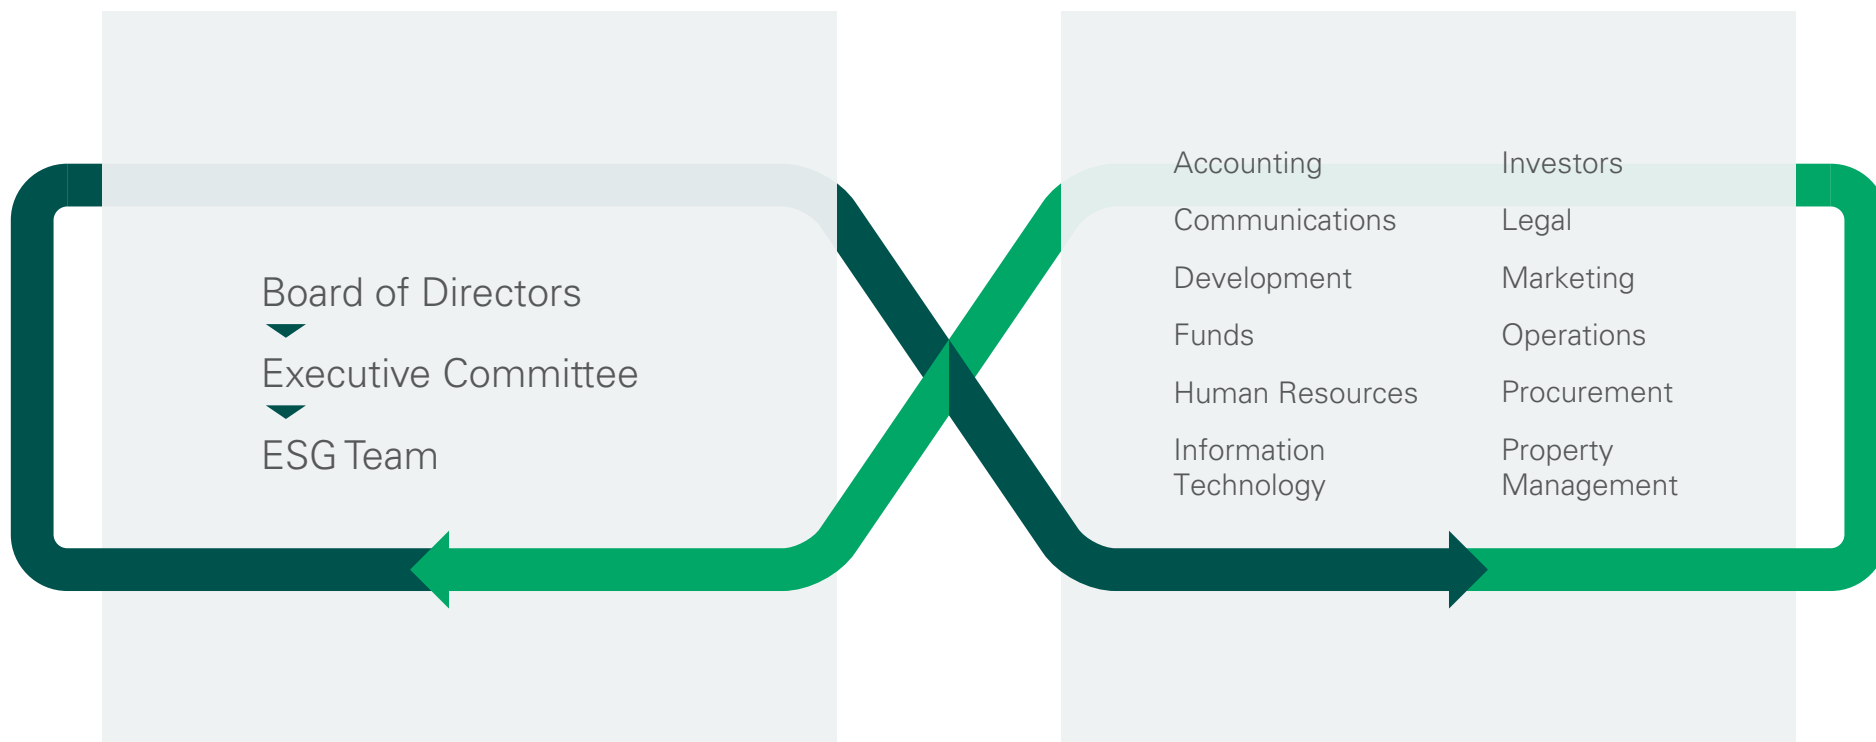 Board of Directors
Executive Committee
ESG Team
Accounting
Communications
Development
Funds
Human Resources
Information
Technology
Investors
Legal
Marketing
Operations
Procurement
Property
Management